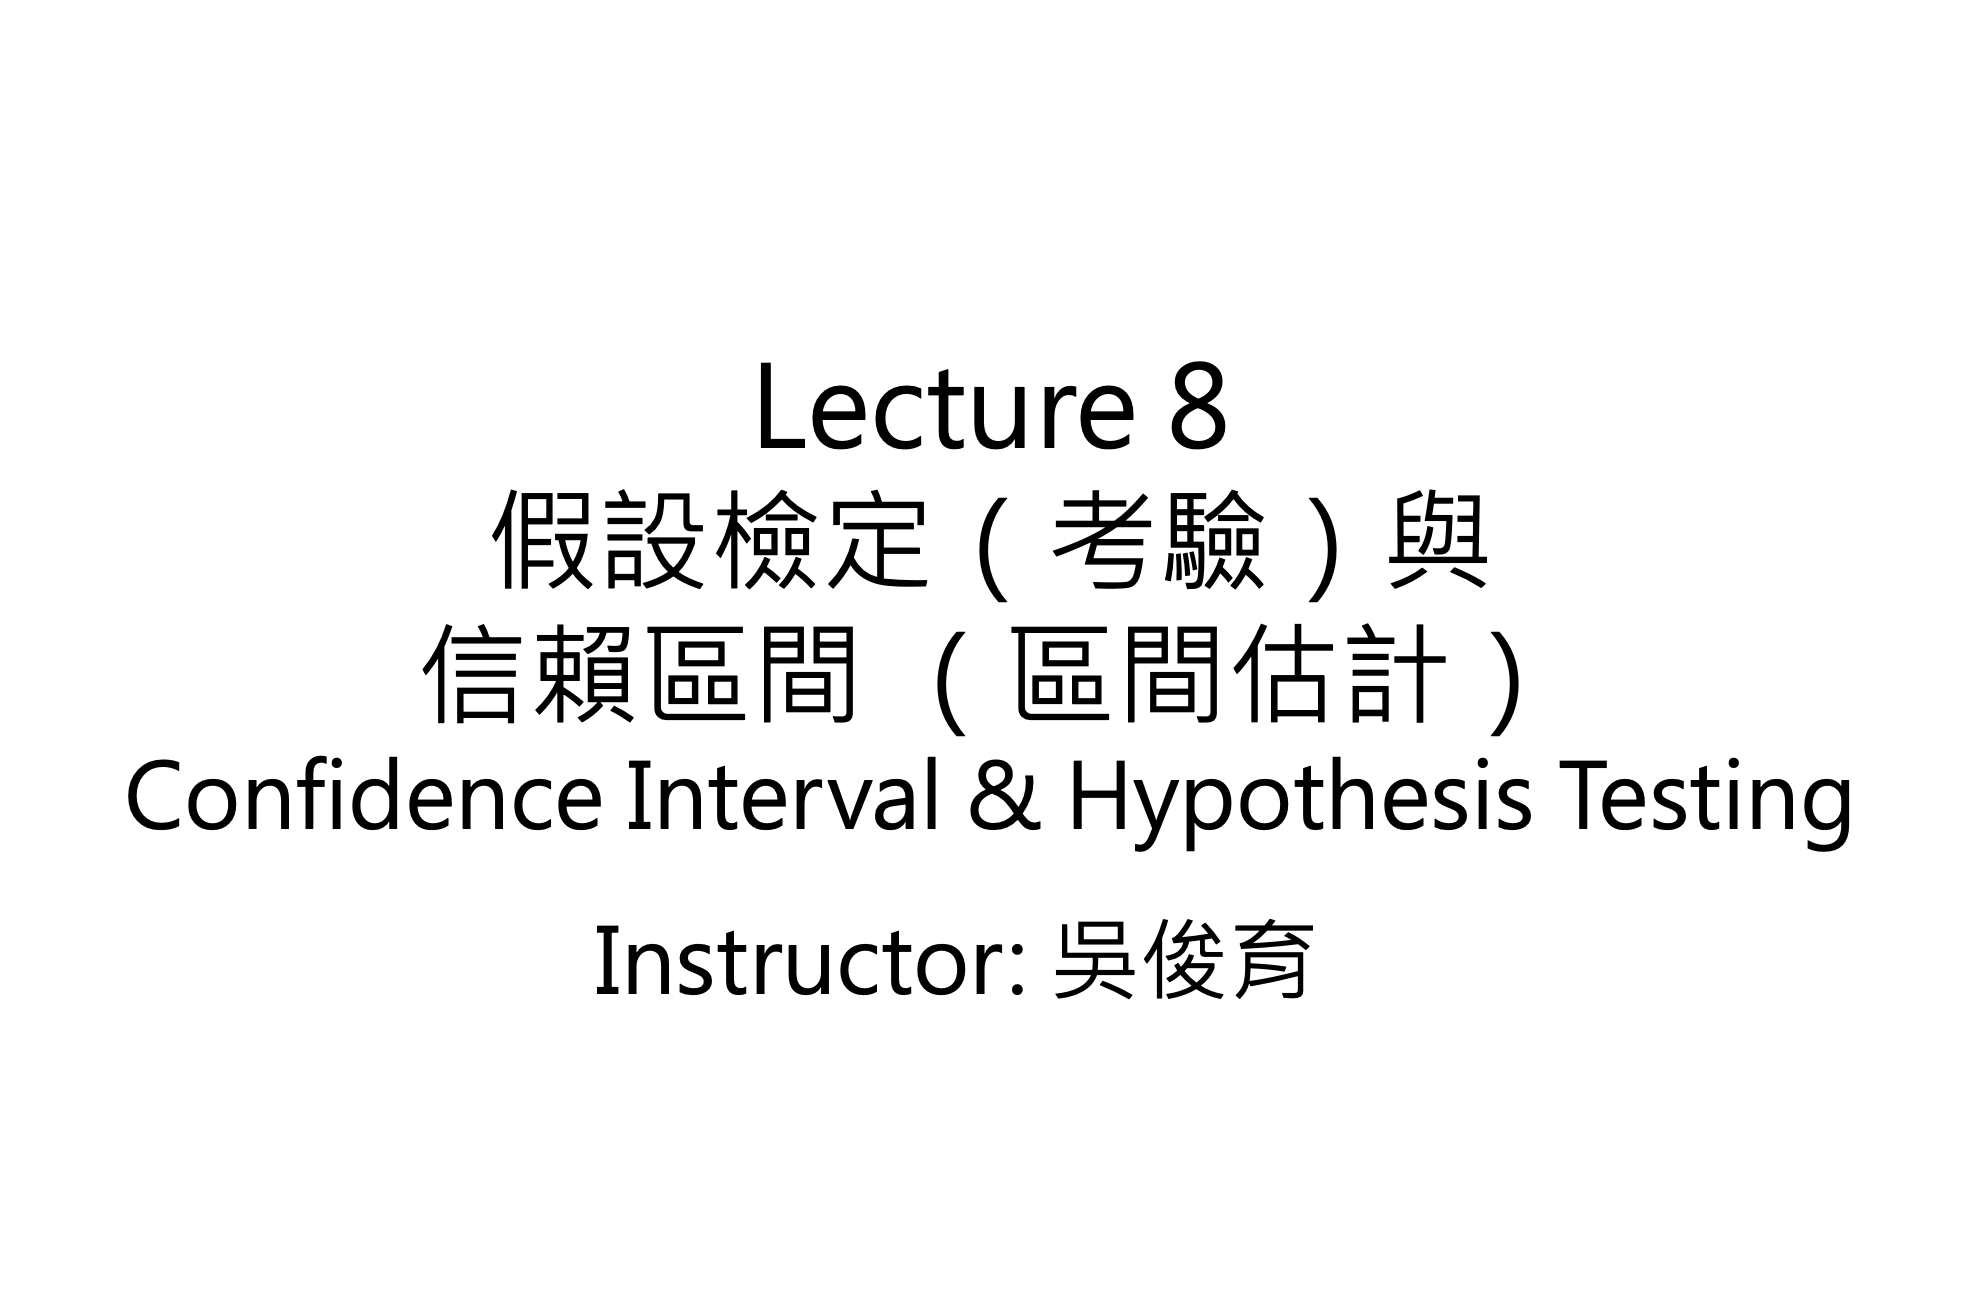 Lecture 8
假設檢定(考驗)與
信賴區間 (區間估計)
Confidence Interval & Hypothesis Testing
Instructor: 吳俊育